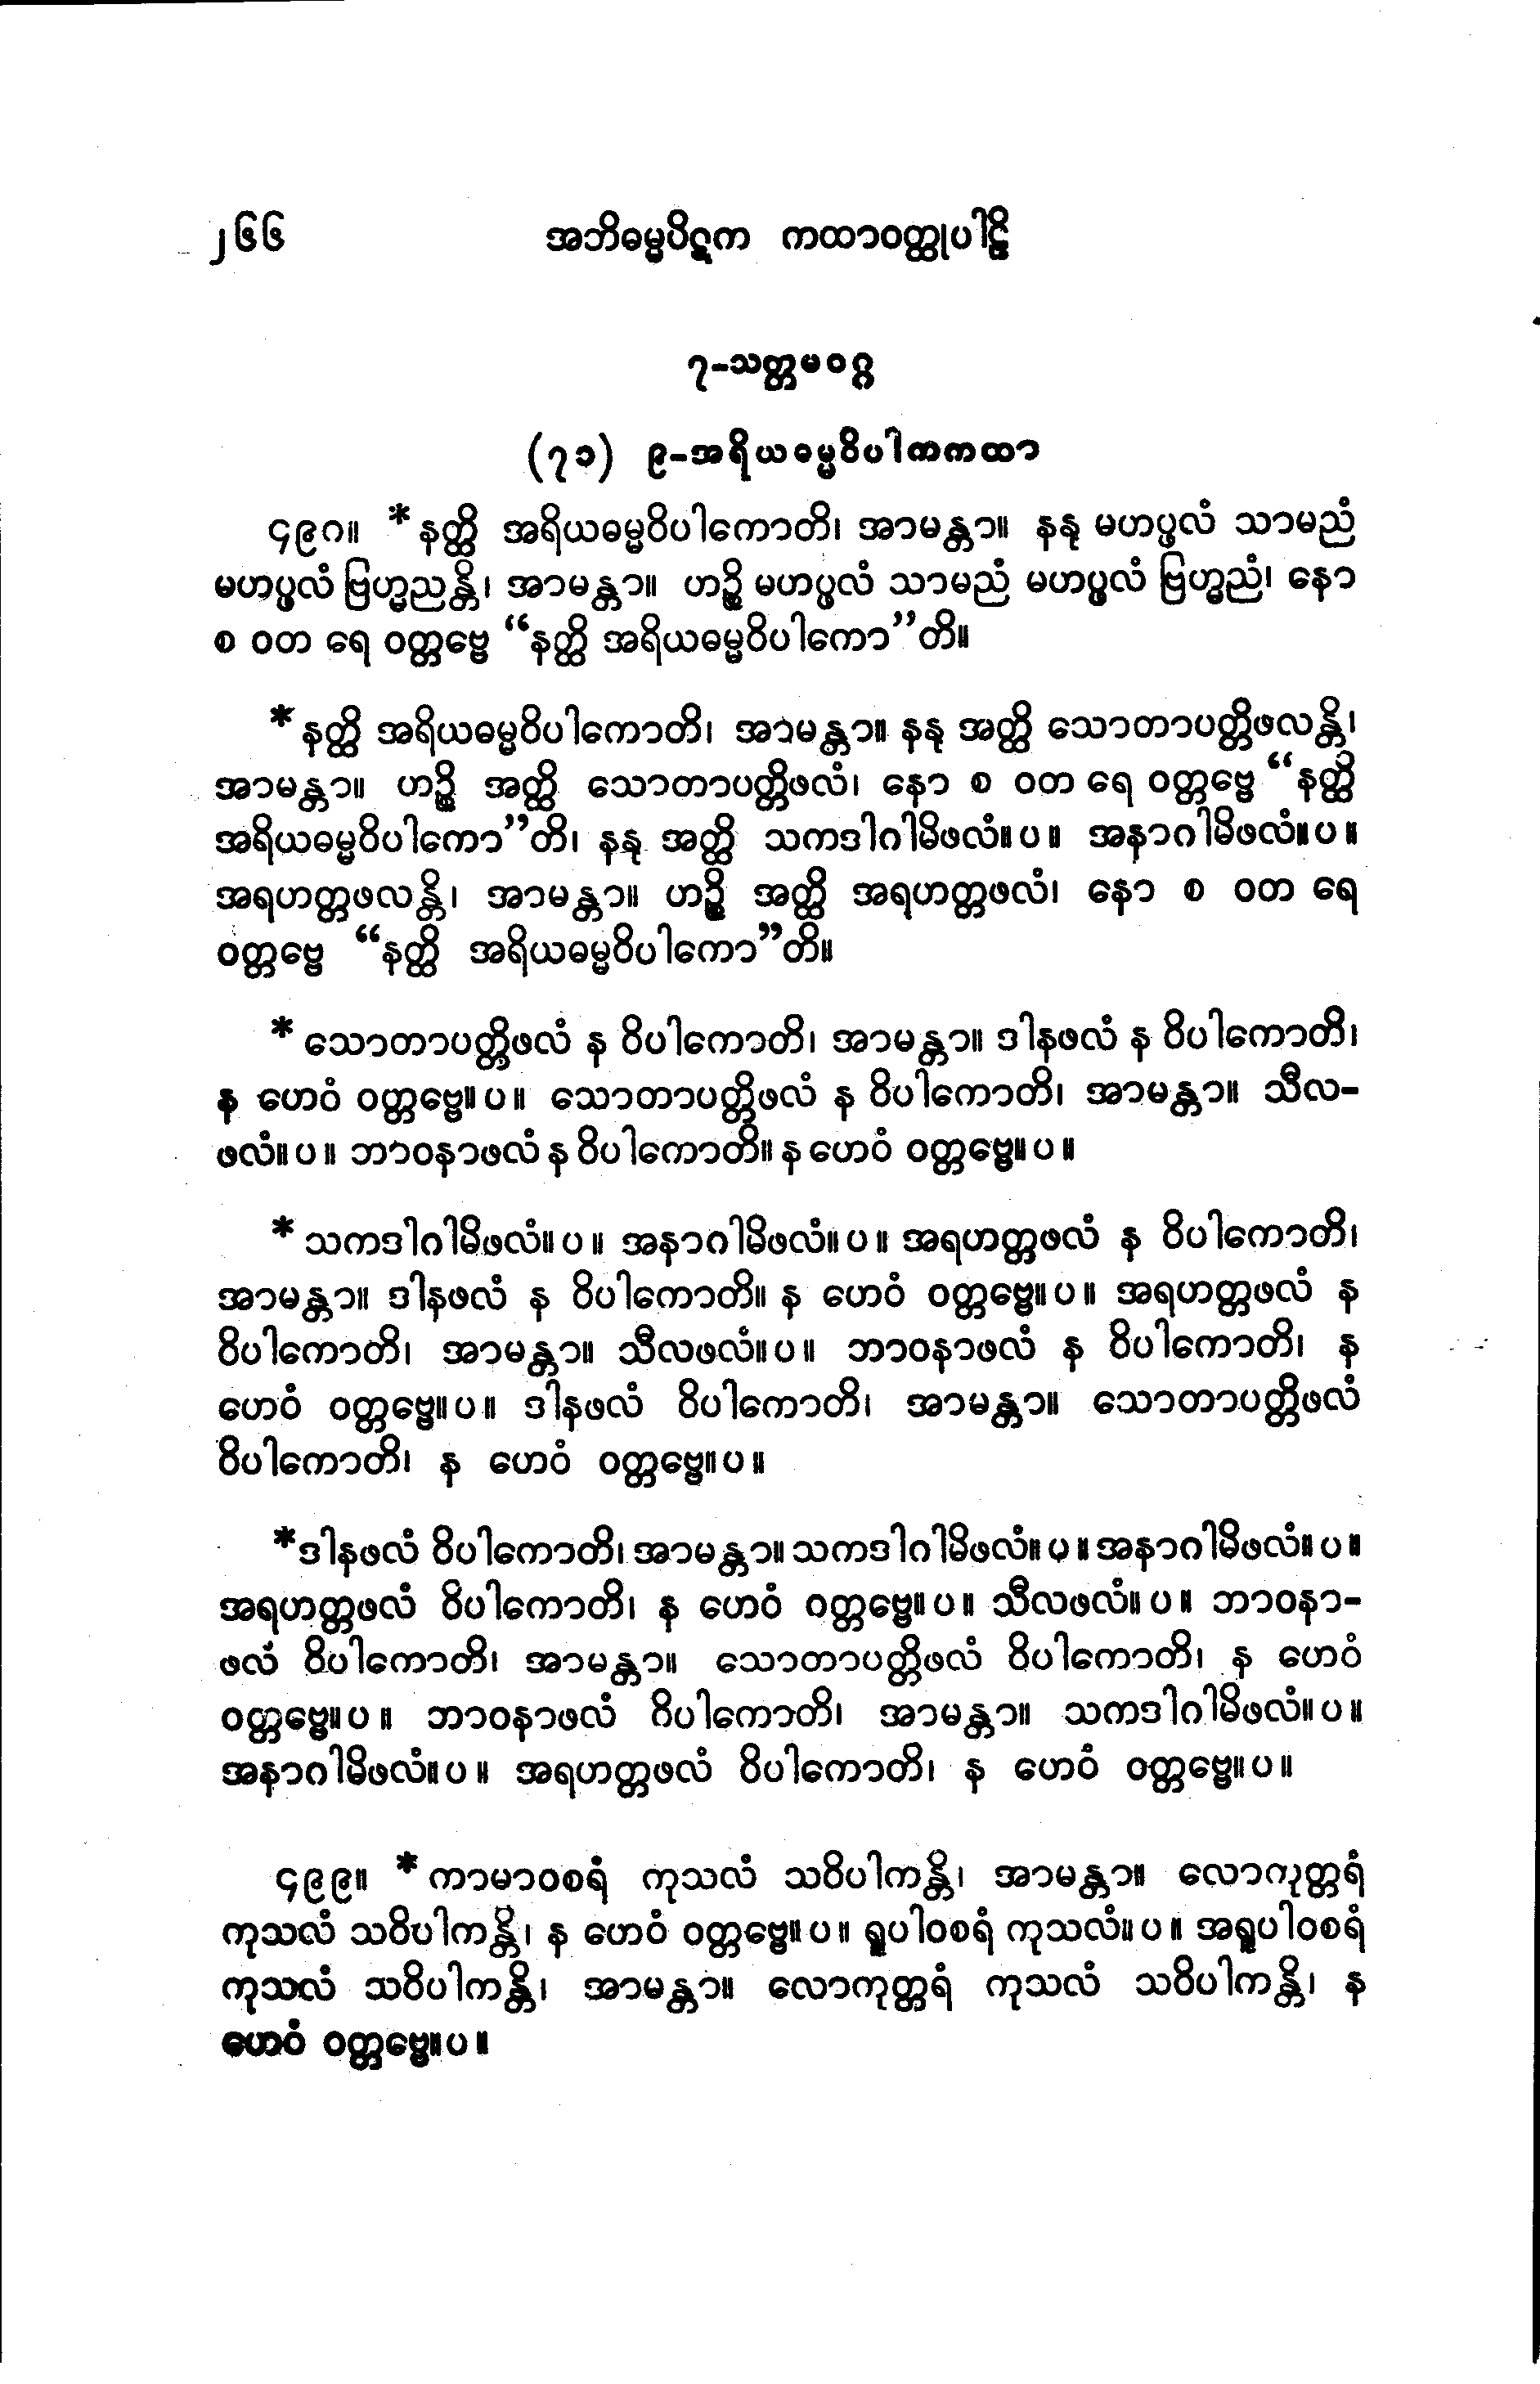 ၂၆၆ အဘိဓမ္မပိဋက ကထာဝတ္ထုပါဠိ
၇-သတ္တမဝဂ္ဂ
(၇၁) ၉-အရိယဓမ္မဝိပါကကထာ
၄၉၈။ *နတ္ထိ အရိယဓမ္မဝိပါကောတိ၊ အာမန္တာ။ နနု မဟပ္ဖလံ သာမညံ
မဟပ္ဖလံ ဗြဟ္မညန္တိ၊ အာမန္တာ။ ဟဉ္စိ မဟပ္ဖလံ သာမညံ မဟပ္ဖလံ ဗြဟ္မညံ၊ နော
စ ဝတ ရေ ဝတ္တဗ္ဗေ “နတ္ထိ အရိယဓမ္မဝိပါကော”တိ။
*နတ္ထိ အရိယဓမ္မဝိပါကောတိ၊ အာမန္တာ။ နနု အတ္ထိ သောတာပတ္တိဖလန္တိ၊
အာမန္တာ။ ဟဉ္စိ အတ္ထိ သောတာပတ္တိဖလံ၊ နော စ ဝတ ရေ ဝတ္တဗ္ဗေ “နတ္ထိ
အရိယဓမ္မဝိပါကော”တိ၊ နနု အတ္ထိ သကဒါဂါမိဖလံ။ပ။ အနာဂါမိဖလံ။ပ။
အရဟတ္တဖလန္တိ၊ အာမန္တာ။ ဟဉ္စိ အတ္ထိ အရဟတ္တဖလံ၊ နော စ ဝတ ရေ
ဝတ္တဗ္ဗေ “နတ္ထိ အရိယဓမ္မဝိပါကော”တိ။
*သောတာပတ္တိဖလံ န ဝိပါကောတိ၊ အာမန္တာ။ ဒါနဖလံ န ဝိပါကောတိ၊
န ဟေဝံ ဝတ္တဗ္ဗေ။ပ။ သောတာပတ္တိဖလံ န ဝိပါကောတိ၊ အာမန္တာ။ သီလ-
ဖလံ။ပ။ ဘာဝနာဖလံ န ဝိပါကောတိ။ န ဟေဝံ ဝတ္တဗ္ဗေ။ပ။
*သကဒါဂါမိဖလံ။ပ။ အနာဂါမိဖလံ။ပ။ အရဟတ္တဖလံ န ဝိပါကောတိ၊
အာမန္တာ။ ဒါနဖလံ န ဝိပါကောတိ။ န ဟေဝံ ဝတ္တဗ္ဗေ။ပ။ အရဟတ္တဖလံ န
ဝိပါကောတိ၊ အာမန္တာ။ သီလဖလံ။ပ။ ဘာဝနာဖလံ န ဝိပါကောတိ၊ န
ဟေဝံ ဝတ္တဗ္ဗေ။ပ။ ဒါနဖလံ ဝိပါကောတိ၊ အာမန္တာ။ သောတာပတ္တိဖလံ
ဝိပါကောတိ၊ န ဟေဝံ ဝတ္တဗ္ဗေ။ပ။
*ဒါနဖလံ ဝိပါကောတိ၊ အာမန္တာ။ သကဒါဂါမိဖလံ။ပ။ အနာဂါမိဖလံ။ပ။
အရဟတ္တဖလံ ဝိပါကောတိ၊ န ဟေဝံ ဝတ္တဗ္ဗေ။ပ။ သီလဖလံ။ပ။ ဘာဝနာ-
ဖလံ ဝိပါကောတိ၊ အာမန္တာ။ သောတာပတ္တိဖလံ ဝိပါကောတိ၊ န ဟေဝံ
ဝတ္တဗ္ဗေ။ပ။ ဘာဝနာဖလံ ဝိပါကောတိ၊ အာမန္တာ။ သကဒါဂါမိဖလံ။ပ။
အနာဂါမိဖလံ။ပ။ အရဟတ္တဖလံ ဝိပါကောတိ၊ န ဟေဝံ ဝတ္တဗ္ဗေ။ပ။
၄၉၉။ *ကာမာဝစရံ ကုသလံ သဝိပါကန္တိ၊ အာမန္တာ။ လောကုတ္တရံ
ကုသလံ သဝိပါကန္တိ၊ န ဟေဝံ ဝတ္တဗ္ဗေ။ပ။ ရူပါဝစရံ ကုသလံ။ပ။ အရူပါဝစရံ
ကုသလံ သဝိပါကန္တိ၊ အာမန္တာ။ လောကုတ္တရံ ကုသလံ သဝိပါကန္တိ၊ န
ဟေဝံ ဝတ္တဗ္ဗေ။ပ။